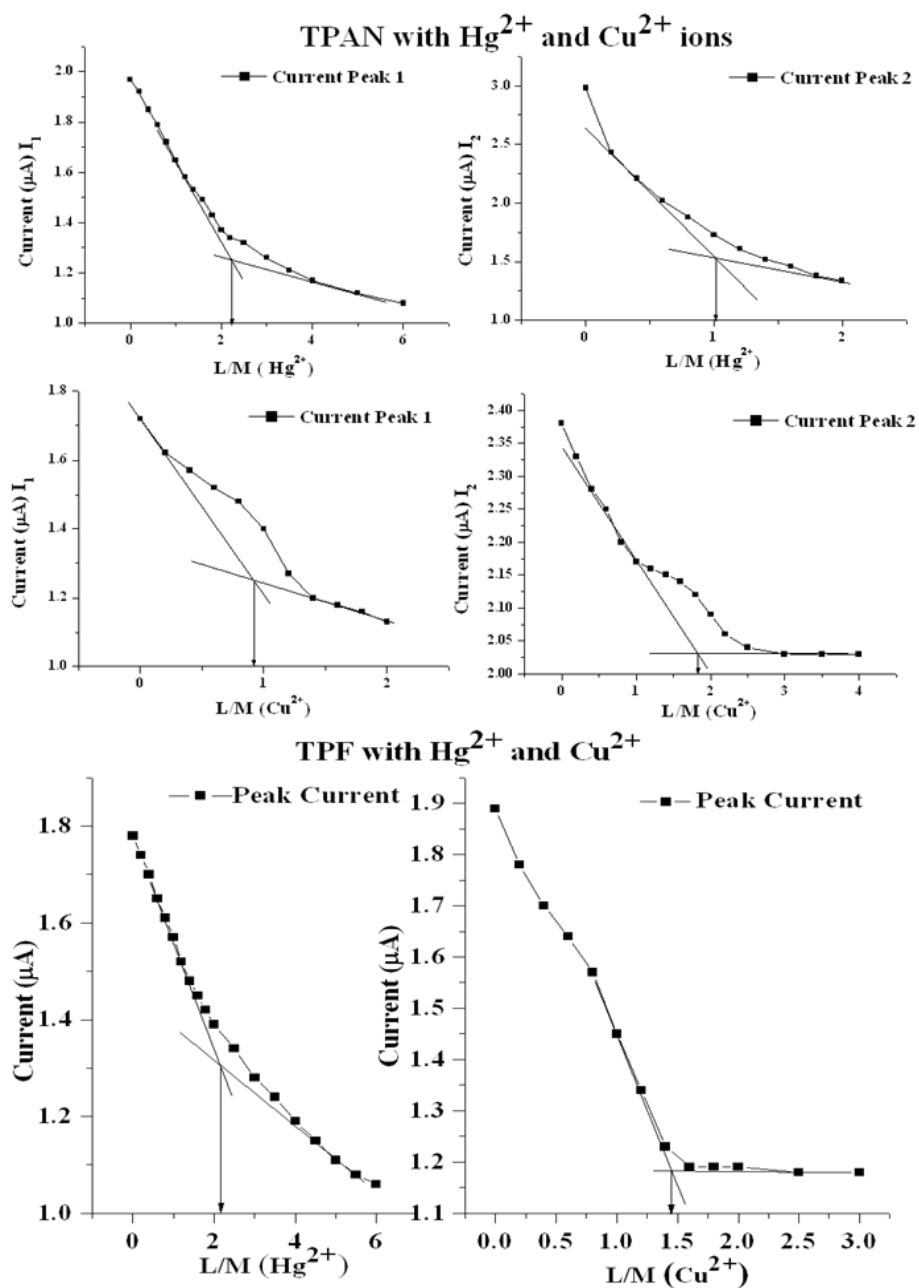 TPAN with Hg²⁺ and Cu²⁺ ions
Current Peak 1
Current (μA) I₁
2.0
1.8
1.6
1.4
1.2
1.0
0 2 4 6
L/M ( Hg²⁺)
Current Peak 2
Current (μA) I₂
3.0
2.5
2.0
1.5
1.0
0 1 2
L/M (Hg²⁺)
Current Peak 1
Current (μA) I₁
1.8
1.6
1.4
1.2
1.0
0 1 2
L/M (Cu²⁺)
Current Peak 2
Current (μA) I₂
2.40
2.35
2.30
2.25
2.20
2.15
2.10
2.05
2.00
0 1 2 3 4
L/M (Cu²⁺)
TPF with Hg²⁺ and Cu²⁺
Peak Current
Current (μA)
1.8
1.6
1.4
1.2
1.0
0 2 4 6
L/M (Hg²⁺)
Peak Current
Current (μA)
1.9
1.8
1.7
1.6
1.5
1.4
1.3
1.2
1.1
0.0 0.5 1.0 1.5 2.0 2.5 3.0
L/M (Cu²⁺)